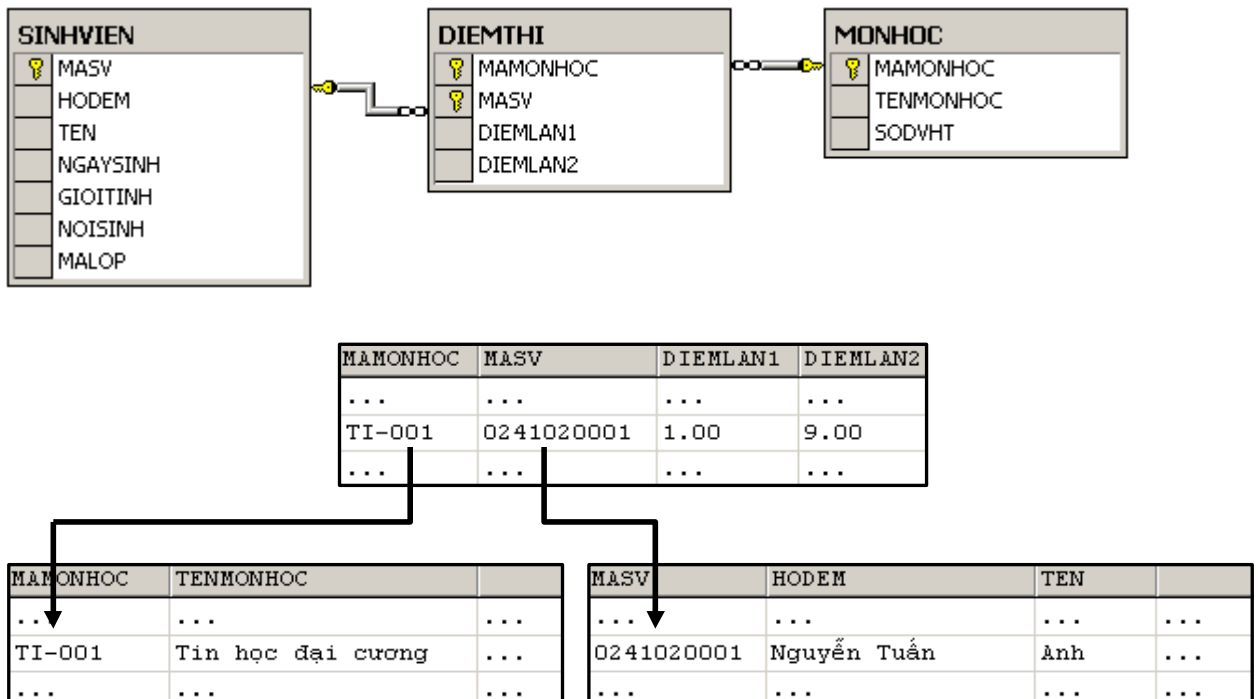 SINHVIEN
MASV
HODEM
TEN
NGAYSINH
GIOITINH
NOISINH
MALOP
DIEMTHI
MAMONHOC
MASV
DIEMLAN1
DIEMLAN2
MONHOC
MAMONHOC
TENMONHOC
SODVHT
MAMONHOC MASV DIEMLAN1 DIEMLAN2
... ... ... ...
TI-001 0241020001 1.00 9.00
... ... ... ...
MAMONHOC TENMONHOC
... ... ...
TI-001 Tin học đại cương ...
... ... ...
MASV HODEM TEN
... ... ... ...
0241020001 Nguyễn Tuấn Anh ...
... ... ... ...